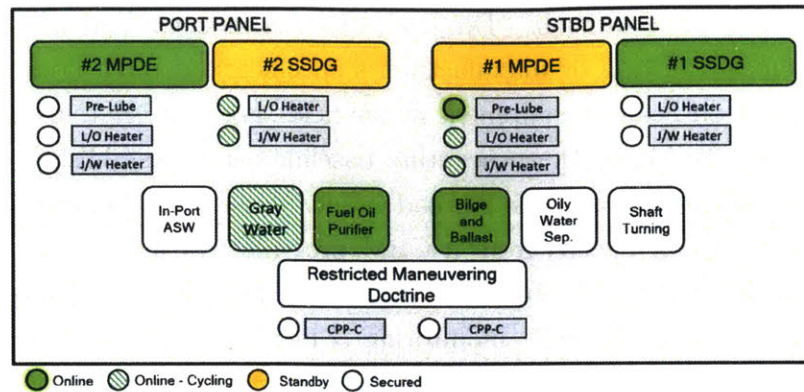 PORT PANEL STBD PANEL
#2 MPDE #2 SSDG #1 MPDE #1 SSDG
Pre-Lube L/O Heater Pre-Lube L/O Heater
L/O Heater J/W Heater L/O Heater J/W Heater
J/W Heater J/W Heater
In-Port Gray Fuel Oil Bilge Oily Shaft
ASW Water Purifier and Water Turning
Ballast Sep.
Restricted Maneuvering
Doctrine
CPP-C CPP-C
Online Online - Cycling Standby Secured